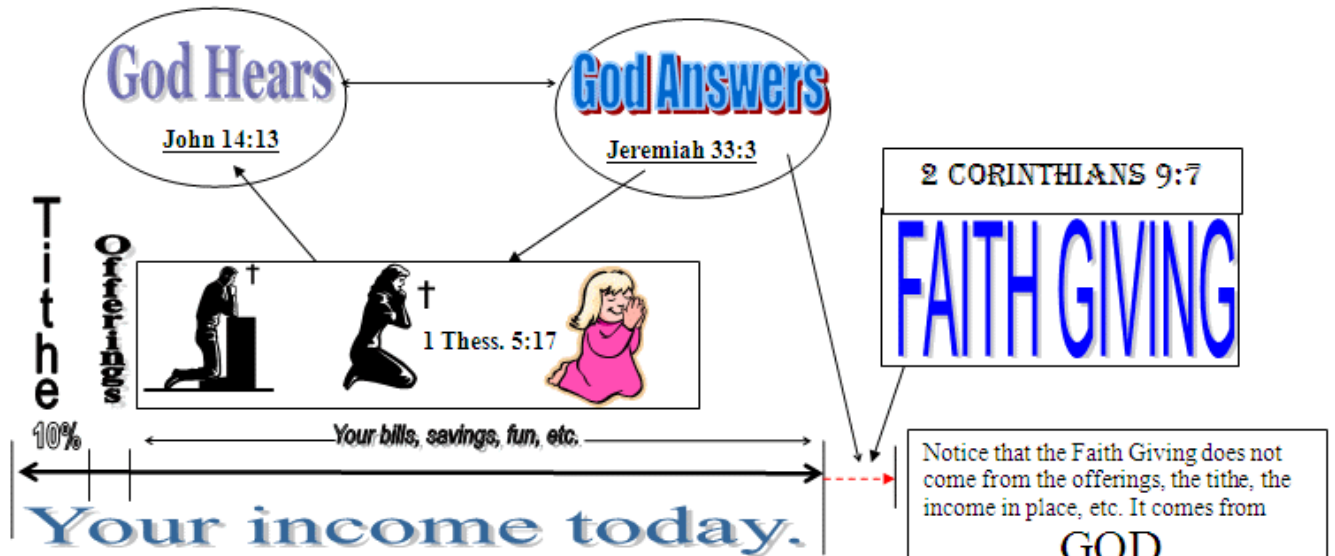 God Hears
John 14:13
God Answers
Jeremiah 33:3
2 CORINTHIANS 9:7
FAITH GIVING
Tithe
10%
Offerings
1 Thess. 5:17
Your bills, savings, fun, etc.
Your income today.
Notice that the Faith Giving does not
come from the offerings, the tithe, the
income in place, etc. It comes from
GOD